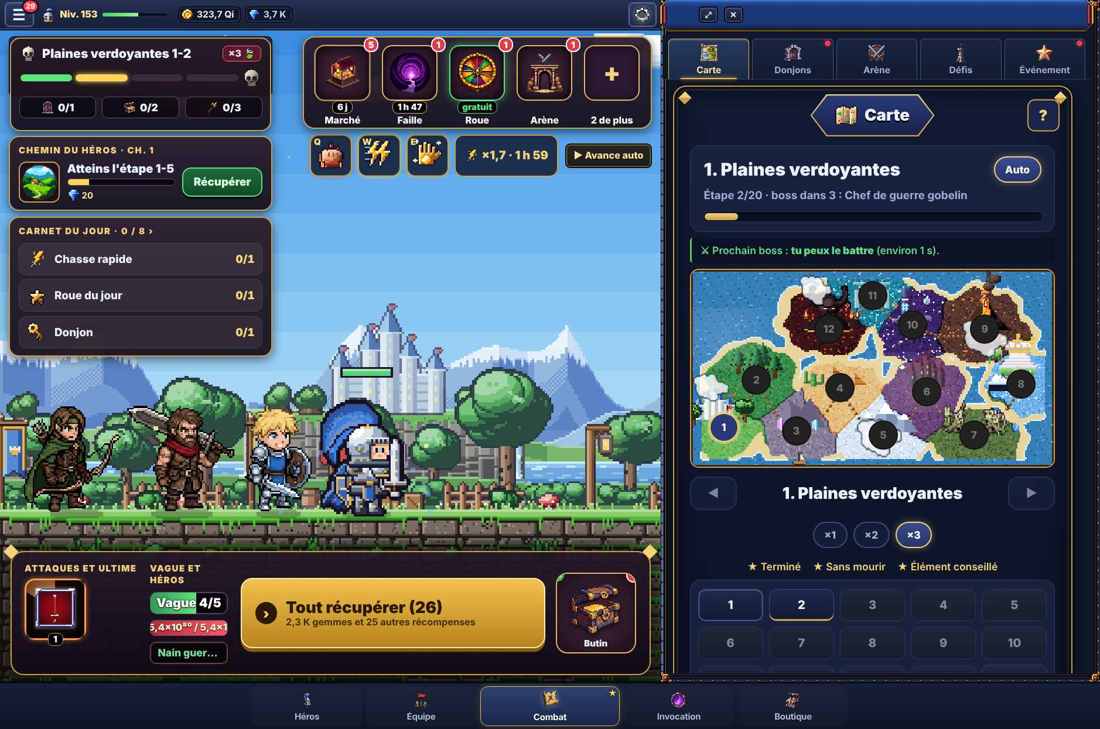 29
Niv. 153
323,7 Qi
3,7 K
Plaines verdoyantes 1-2
×3
0/1
0/2
0/3
CHEMIN DU HÉROS · CH. 1
Atteins l'étape 1-5
20
Récupérer
CARNET DU JOUR · 0 / 8 ›
Chasse rapide
0/1
Roue du jour
0/1
Donjon
0/1
5
1
1
1
6 j
1 h 47
gratuit
Marché
Faille
Roue
Arène
2 de plus
Q
W
E
×1,7 · 1 h 59
Avance auto
ATTAQUES ET ULTIME
1
VAGUE ET HÉROS
Vague 4/5
Nain guer...
Tout récupérer (26)
2,3 K gemmes et 25 autres récompenses
Butin
Héros
Équipe
Combat
Invocation
Boutique
Carte
Donjons
Arène
Défis
Événement
Carte
?
1. Plaines verdoyantes
Auto
Étape 2/20 · boss dans 3 : Chef de guerre gobelin
Prochain boss : tu peux le battre (environ 1 s).
11
12
10
9
2
4
6
8
1
3
5
7
1. Plaines verdoyantes
×1
×2
×3
★ Terminé
★ Sans mourir
★ Élément conseillé
1
2
3
4
5
6
7
8
9
10